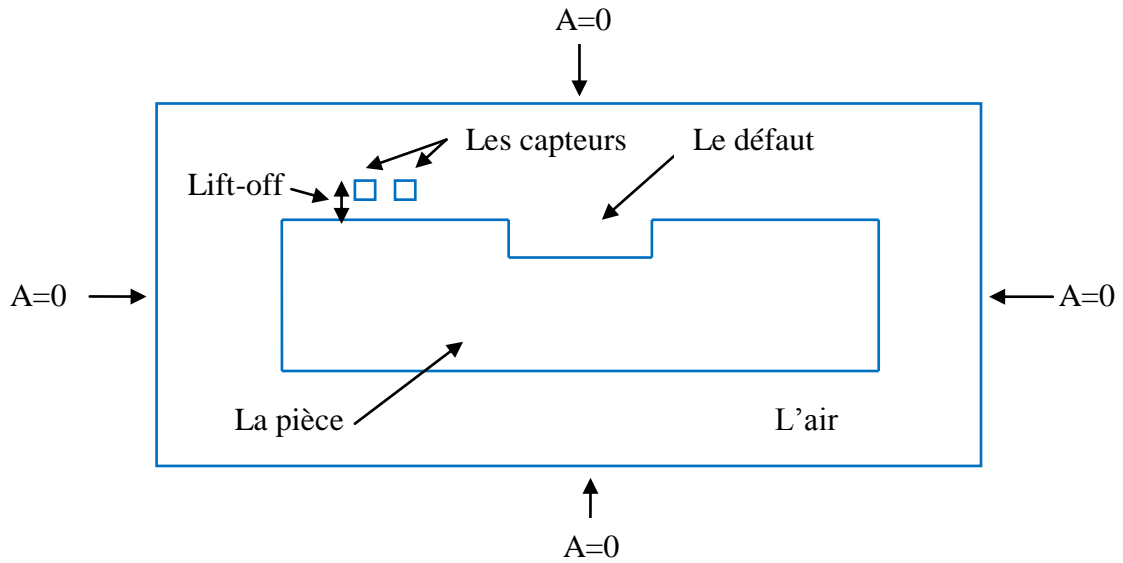 A=0
Les capteurs
Le défaut
Lift-off
A=0
A=0
La pièce
L’air
A=0